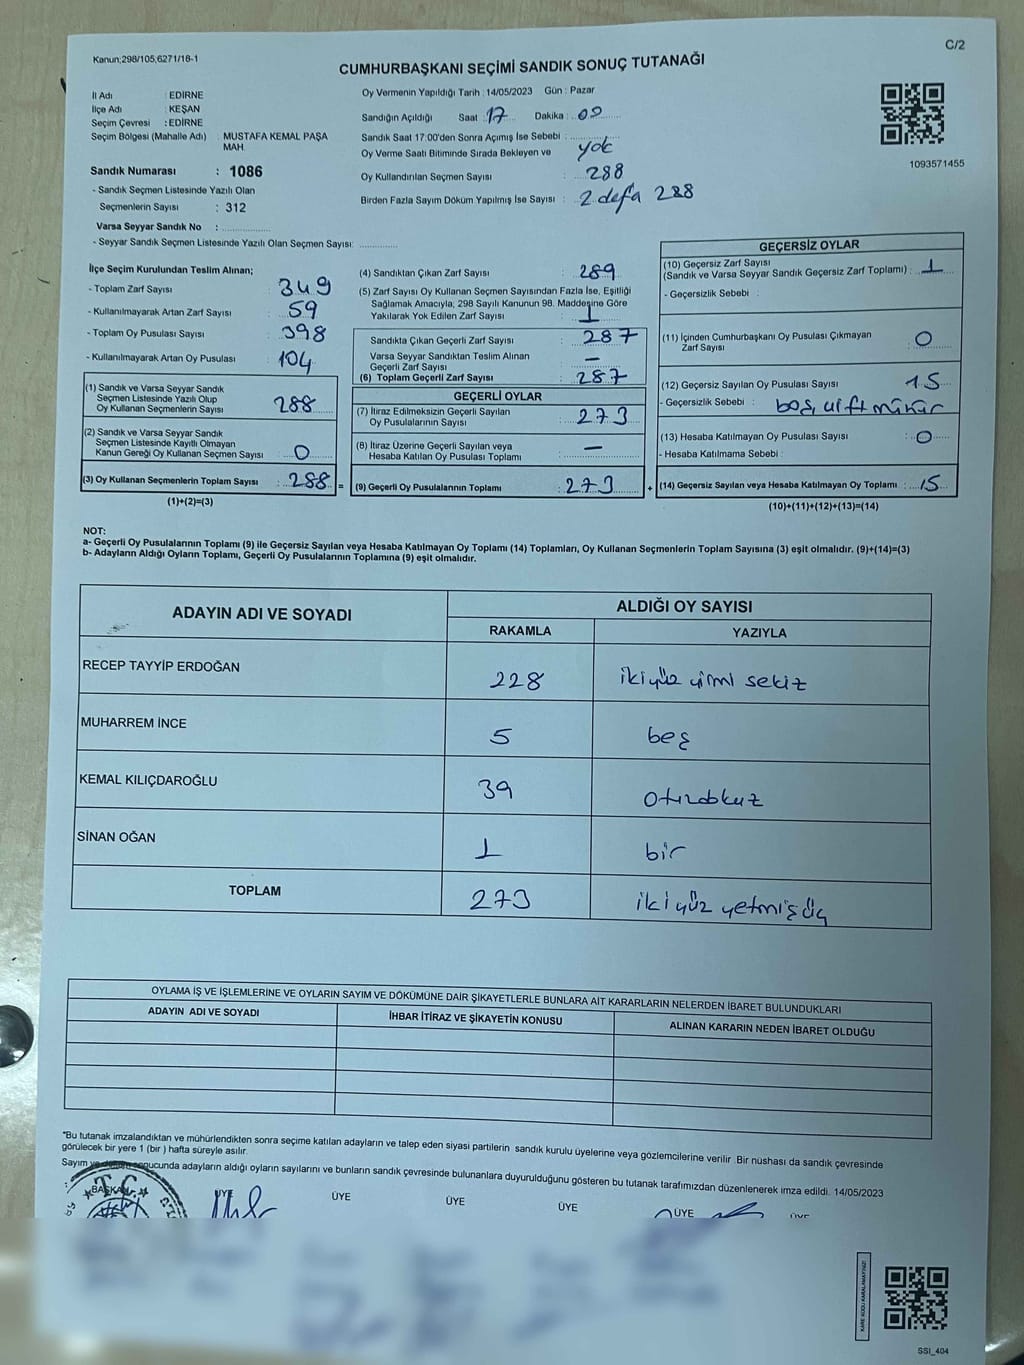 Kanun;298/105,6271/18-1
C/2
CUMHURBAŞKANI SEÇİMİ SANDIK SONUÇ TUTANAĞI
İl Adı : EDİRNE
İlçe Adı : KEŞAN
Seçim Çevresi : EDİRNE
Seçim Bölgesi (Mahalle Adı) : MUSTAFA KEMAL PAŞA MAH.
Sandık Numarası : 1086
- Sandık Seçmen Listesinde Yazılı Olan
Seçmenlerin Sayısı : 312
Varsa Seyyar Sandık No :
- Seyyar Sandık Seçmen Listesinde Yazılı Olan Seçmen Sayısı:
Oy Vermenin Yapıldığı Tarih : 14/05/2023 Gün : Pazar
Sandığın Açıldığı Saat 17 Dakika : 00
Sandık Saat 17:00'den Sonra Açımış İse Sebebi :
Oy Verme Saati Bitiminde Sırada Bekleyen ve yok
Oy Kullandırılan Seçmen Sayısı : 288
Birden Fazla Sayım Döküm Yapılmış İse Sayısı : 2 defa 288
1093571455
İlçe Seçim Kurulundan Teslim Alınan;
- Toplam Zarf Sayısı : 349
- Kullanılmayarak Artan Zarf Sayısı : 59
- Toplam Oy Pusulası Sayısı : 398
- Kullanılmayarak Artan Oy Pusulası : 104
(1) Sandık ve Varsa Seyyar Sandık
Seçmen Listesinde Yazılı Olup
Oy Kullanan Seçmenlerin Sayısı : 288
(2) Sandık ve Varsa Seyyar Sandık
Seçmen Listesinde Kayıtlı Olmayan
Kanun Gereği Oy Kullanan Seçmen Sayısı : 0
(3) Oy Kullanan Seçmenlerin Toplam Sayısı : 288 =
(1)+(2)=(3)
(4) Sandıktan Çıkan Zarf Sayısı : 289
(5) Zarf Sayısı Oy Kullanan Seçmen Sayısından Fazla İse, Eşitliği
Sağlamak Amacıyla, 298 Sayılı Kanunun 98. Maddesine Göre
Yakılarak Yok Edilen Zarf Sayısı : 1
Sandıkta Çıkan Geçerli Zarf Sayısı : 287
Varsa Seyyar Sandıktan Teslim Alınan
Geçerli Zarf Sayısı : –
(6) Toplam Geçerli Zarf Sayısı : 287
GEÇERLİ OYLAR
(7) İtiraz Edilmeksizin Geçerli Sayılan
Oy Pusulalarının Sayısı : 273
(8) İtiraz Üzerine Geçerli Sayılan veya
Hesaba Katılan Oy Pusulası Toplamı : –
(9) Geçerli Oy Pusulalarının Toplamı : 273 +
GEÇERSİZ OYLAR
(10) Geçersiz Zarf Sayısı
(Sandık ve Varsa Seyyar Sandık Geçersiz Zarf Toplamı) : 1
- Geçersizlik Sebebi :
(11) İçinden Cumhurbaşkanı Oy Pusulası Çıkmayan
Zarf Sayısı : 0
(12) Geçersiz Sayılan Oy Pusulası Sayısı : 15
- Geçersizlik Sebebi : boş,
(13) Hesaba Katılmayan Oy Pusulası Sayısı : 0
- Hesaba Katılmama Sebebi :
(14) Geçersiz Sayılan veya Hesaba Katılmayan Oy Toplamı : 15
(10)+(11)+(12)+(13)=(14)
NOT:
a- Geçerli Oy Pusulalarının Toplamı (9) ile Geçersiz Sayılan veya Hesaba Katılmayan Oy Toplamı (14) Toplamları, Oy Kullanan Seçmenlerin Toplam Sayısına (3) eşit olmalıdır. (9)+(14)=(3)
b- Adayların Aldığı Oyların Toplamı, Geçerli Oy Pusulalarının Toplamına (9) eşit olmalıdır.
ADAYIN ADI VE SOYADI ALDIĞI OY SAYISI
RAKAMLA YAZIYLA
RECEP TAYYİP ERDOĞAN 228 ikiyüz yirmi sekiz
MUHARREM İNCE 5 beş
KEMAL KILIÇDAROĞLU 39 otuzdokuz
SİNAN OĞAN 1 bir
TOPLAM 273 ikiyüz yetmişüç
OYLAMA İŞ VE İŞLEMLERİNE VE OYLARIN SAYIM VE DÖKÜMÜNE DAİR ŞİKAYETLERLE BUNLARA AİT KARARLARIN NELERDEN İBARET BULUNDUKLARI
ADAYIN ADI VE SOYADI İHBAR İTİRAZ VE ŞİKAYETİN KONUSU ALINAN KARARIN NEDEN İBARET OLDUĞU
*Bu tutanak imzalandıktan ve mühürlendikten sonra seçime katılan adayların ve talep eden siyasi partilerin sandık kurulu üyelerine veya gözlemcilerine verilir Bir nüshası da sandık çevresinde
görülecek bir yere 1 (bir ) hafta süreyle asılır.
Sayım ve döküm sonucunda adayların aldığı oyların sayılarını ve bunların sandık çevresinde bulunanlara duyurulduğunu gösteren bu tutanak tarafımızdan düzenlenerek imza edildi. 14/05/2023
BAŞKAN ÜYE ÜYE ÜYE ÜYE ÜYE ÜYE
T.C.
KARE KODU KARALAMAYINIZ!
SSI_404